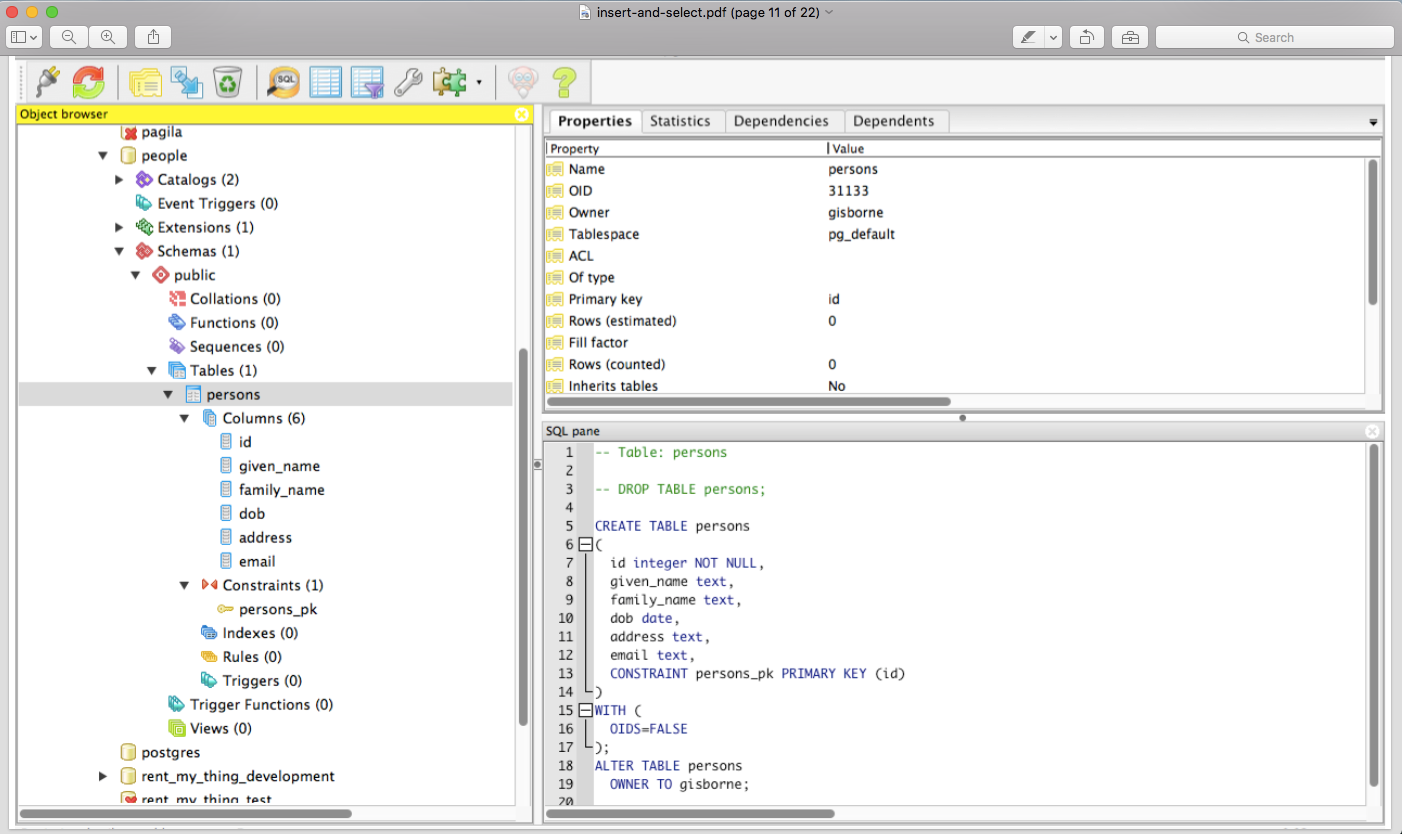 insert-and-select.pdf (page 11 of 22)
Search
SQL
Object browser
pagila
people
Catalogs (2)
Event Triggers (0)
Extensions (1)
Schemas (1)
public
Collations (0)
Functions (0)
Sequences (0)
Tables (1)
persons
Columns (6)
id
given_name
family_name
dob
address
email
Constraints (1)
persons_pk
Indexes (0)
Rules (0)
Triggers (0)
Trigger Functions (0)
Views (0)
postgres
rent_my_thing_development
rent_my_thing_test
Properties Statistics Dependencies Dependents
Property Value
Name persons
OID 31133
Owner gisborne
Tablespace pg_default
ACL
Of type
Primary key id
Rows (estimated) 0
Fill factor
Rows (counted) 0
Inherits tables No
SQL pane
1 -- Table: persons
2
3 -- DROP TABLE persons;
4
5 CREATE TABLE persons
6 (
7 id integer NOT NULL,
8 given_name text,
9 family_name text,
10 dob date,
11 address text,
12 email text,
13 CONSTRAINT persons_pk PRIMARY KEY (id)
14 )
15 WITH (
16 OIDS=FALSE
17 );
18 ALTER TABLE persons
19 OWNER TO gisborne;
20